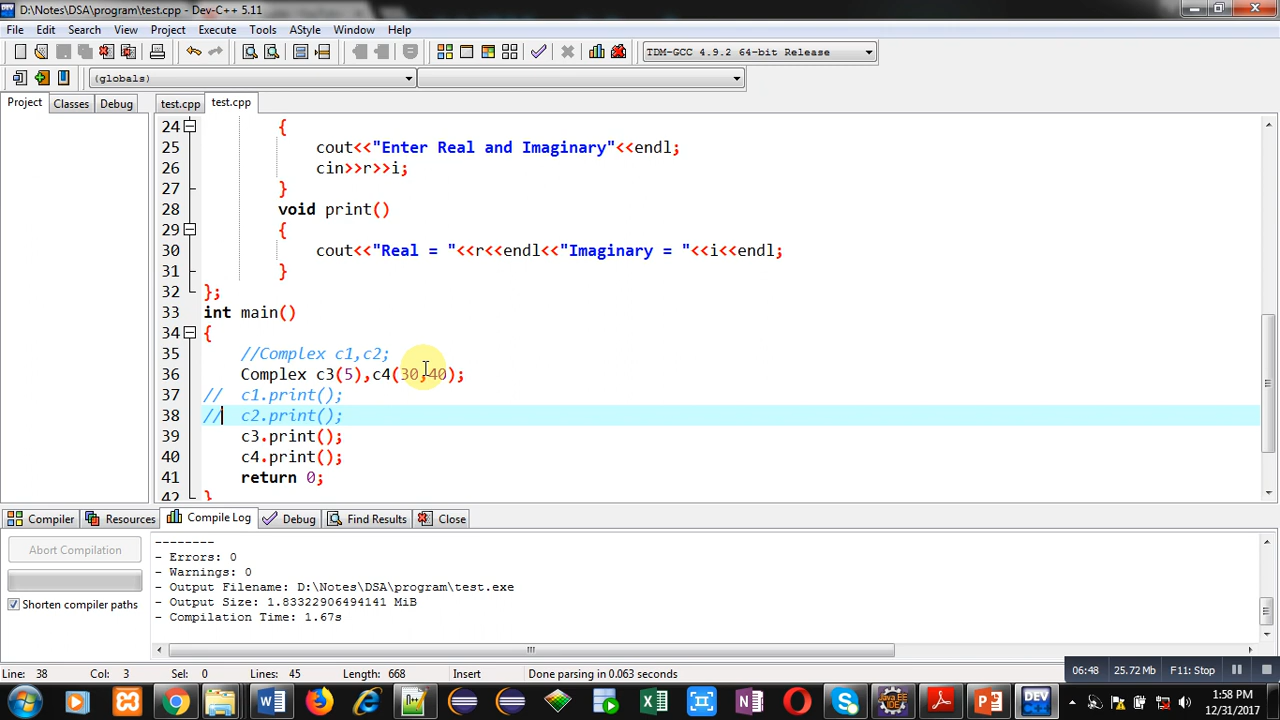 D:\Notes\DSA\program\test.cpp - Dev-C++ 5.11
File Edit Search View Project Execute Tools AStyle Window Help
TDM-GCC 4.9.2 64-bit Release
(globals)
Project Classes Debug test.cpp test.cpp
24 {
25 cout<<"Enter Real and Imaginary"<<endl;
26 cin>>r>>i;
27 }
28 void print()
29 {
30 cout<<"Real = "<<r<<endl<<"Imaginary = "<<i<<endl;
31 }
32 };
33 int main()
34 {
35 //Complex c1,c2;
36 Complex c3(5),c4(30,40);
37 // c1.print();
38 // c2.print();
39 c3.print();
40 c4.print();
41 return 0;
42 }
Compiler Resources Compile Log Debug Find Results Close
Abort Compilation
Shorten compiler paths
--------
- Errors: 0
- Warnings: 0
- Output Filename: D:\Notes\DSA\program\test.exe
- Output Size: 1.83322906494141 MiB
- Compilation Time: 1.67s
Line: 38 Col: 3 Sel: 0 Lines: 45 Length: 668 Insert Done parsing in 0.063 seconds
06:48 25.72 Mb F11: Stop
1:58 PM
12/31/2017